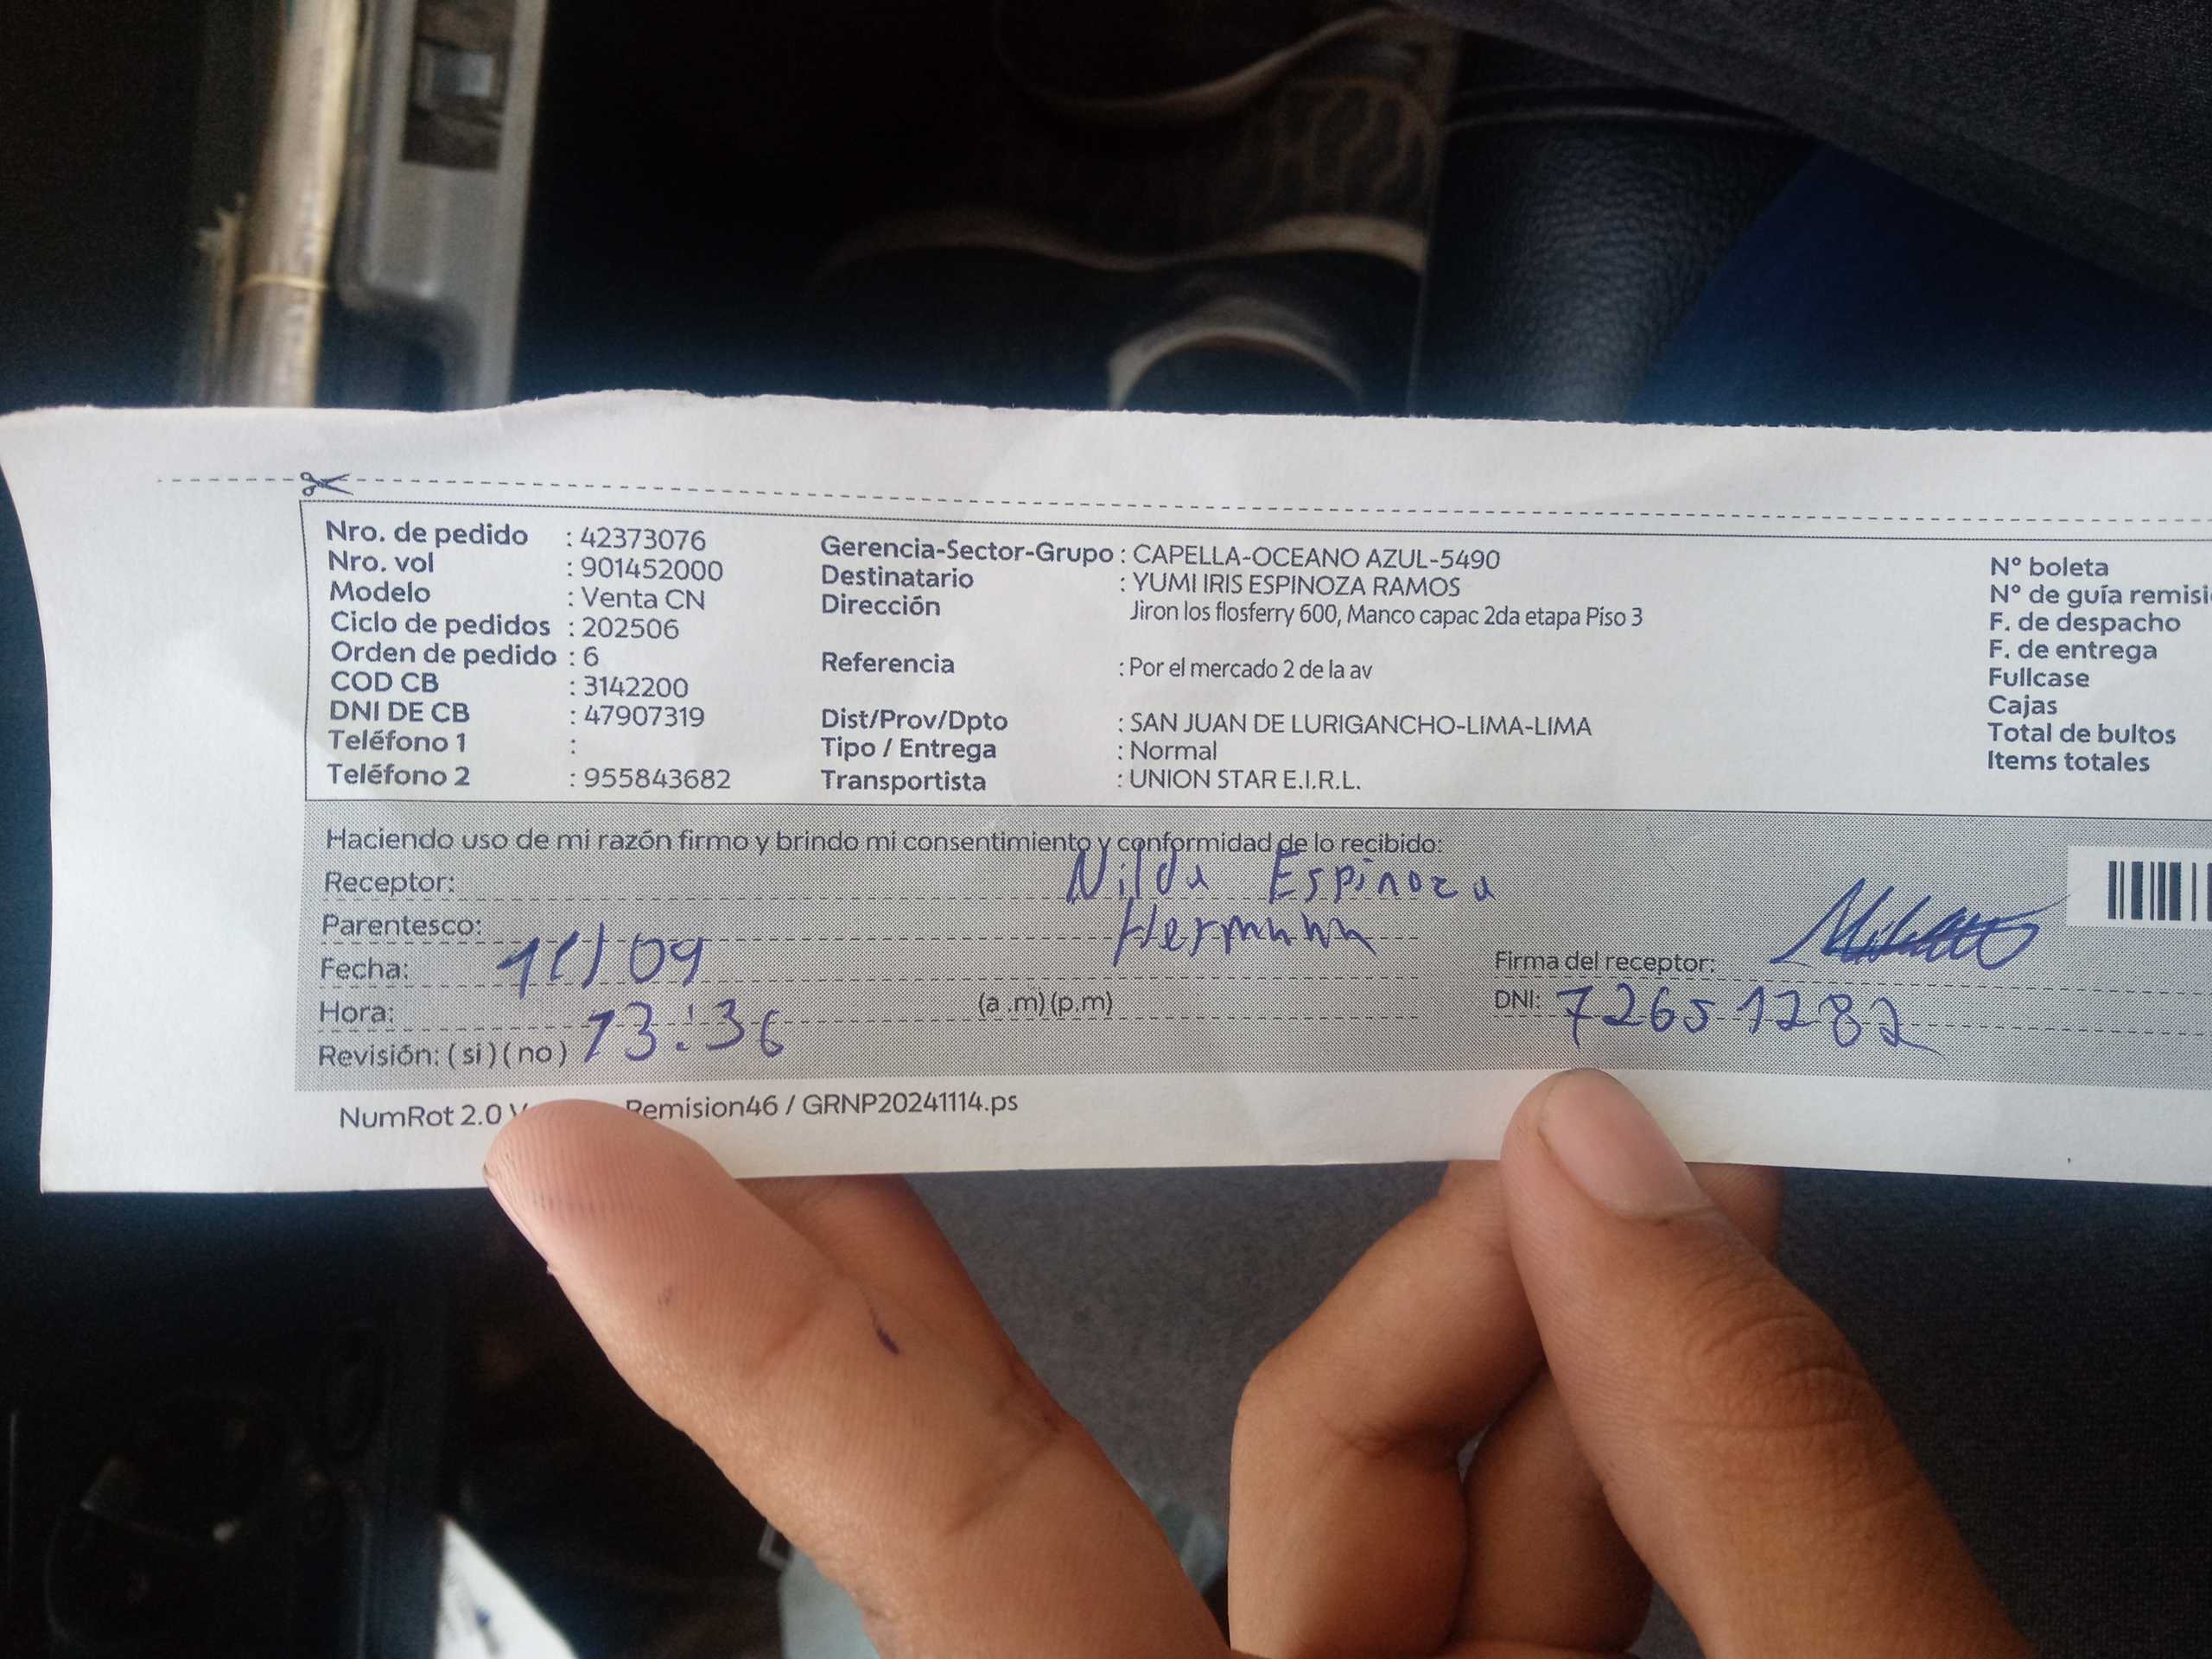 Nro. de pedido : 42373076
Nro. vol : 901452000
Modelo : Venta CN
Ciclo de pedidos : 202506
Orden de pedido : 6
COD CB : 3142200
DNI DE CB : 47907319
Teléfono 1 :
Teléfono 2 : 955843682
Gerencia-Sector-Grupo : CAPELLA-OCEANO AZUL-5490
Destinatario : YUMI IRIS ESPINOZA RAMOS
Dirección Jiron los flosferry 600, Manco capac 2da etapa Piso 3
Referencia : Por el mercado 2 de la av
Dist/Prov/Dpto : SAN JUAN DE LURIGANCHO-LIMA-LIMA
Tipo / Entrega : Normal
Transportista : UNION STAR E.I.R.L.
N° boleta
N° de guía remisi
F. de despacho
F. de entrega
Fullcase
Cajas
Total de bultos
Items totales
Haciendo uso de mi razón firmo y brindo mi consentimiento y conformidad de lo recibido:
Receptor: Nilda Espinoza
Parentesco: Hermana
Fecha: 11/09
Hora: 13:36 (a .m) (p.m)
Revisión: ( si ) ( no )
Firma del receptor:
DNI: 72651282
NumRot 2.0 Remision46 / GRNP20241114.ps